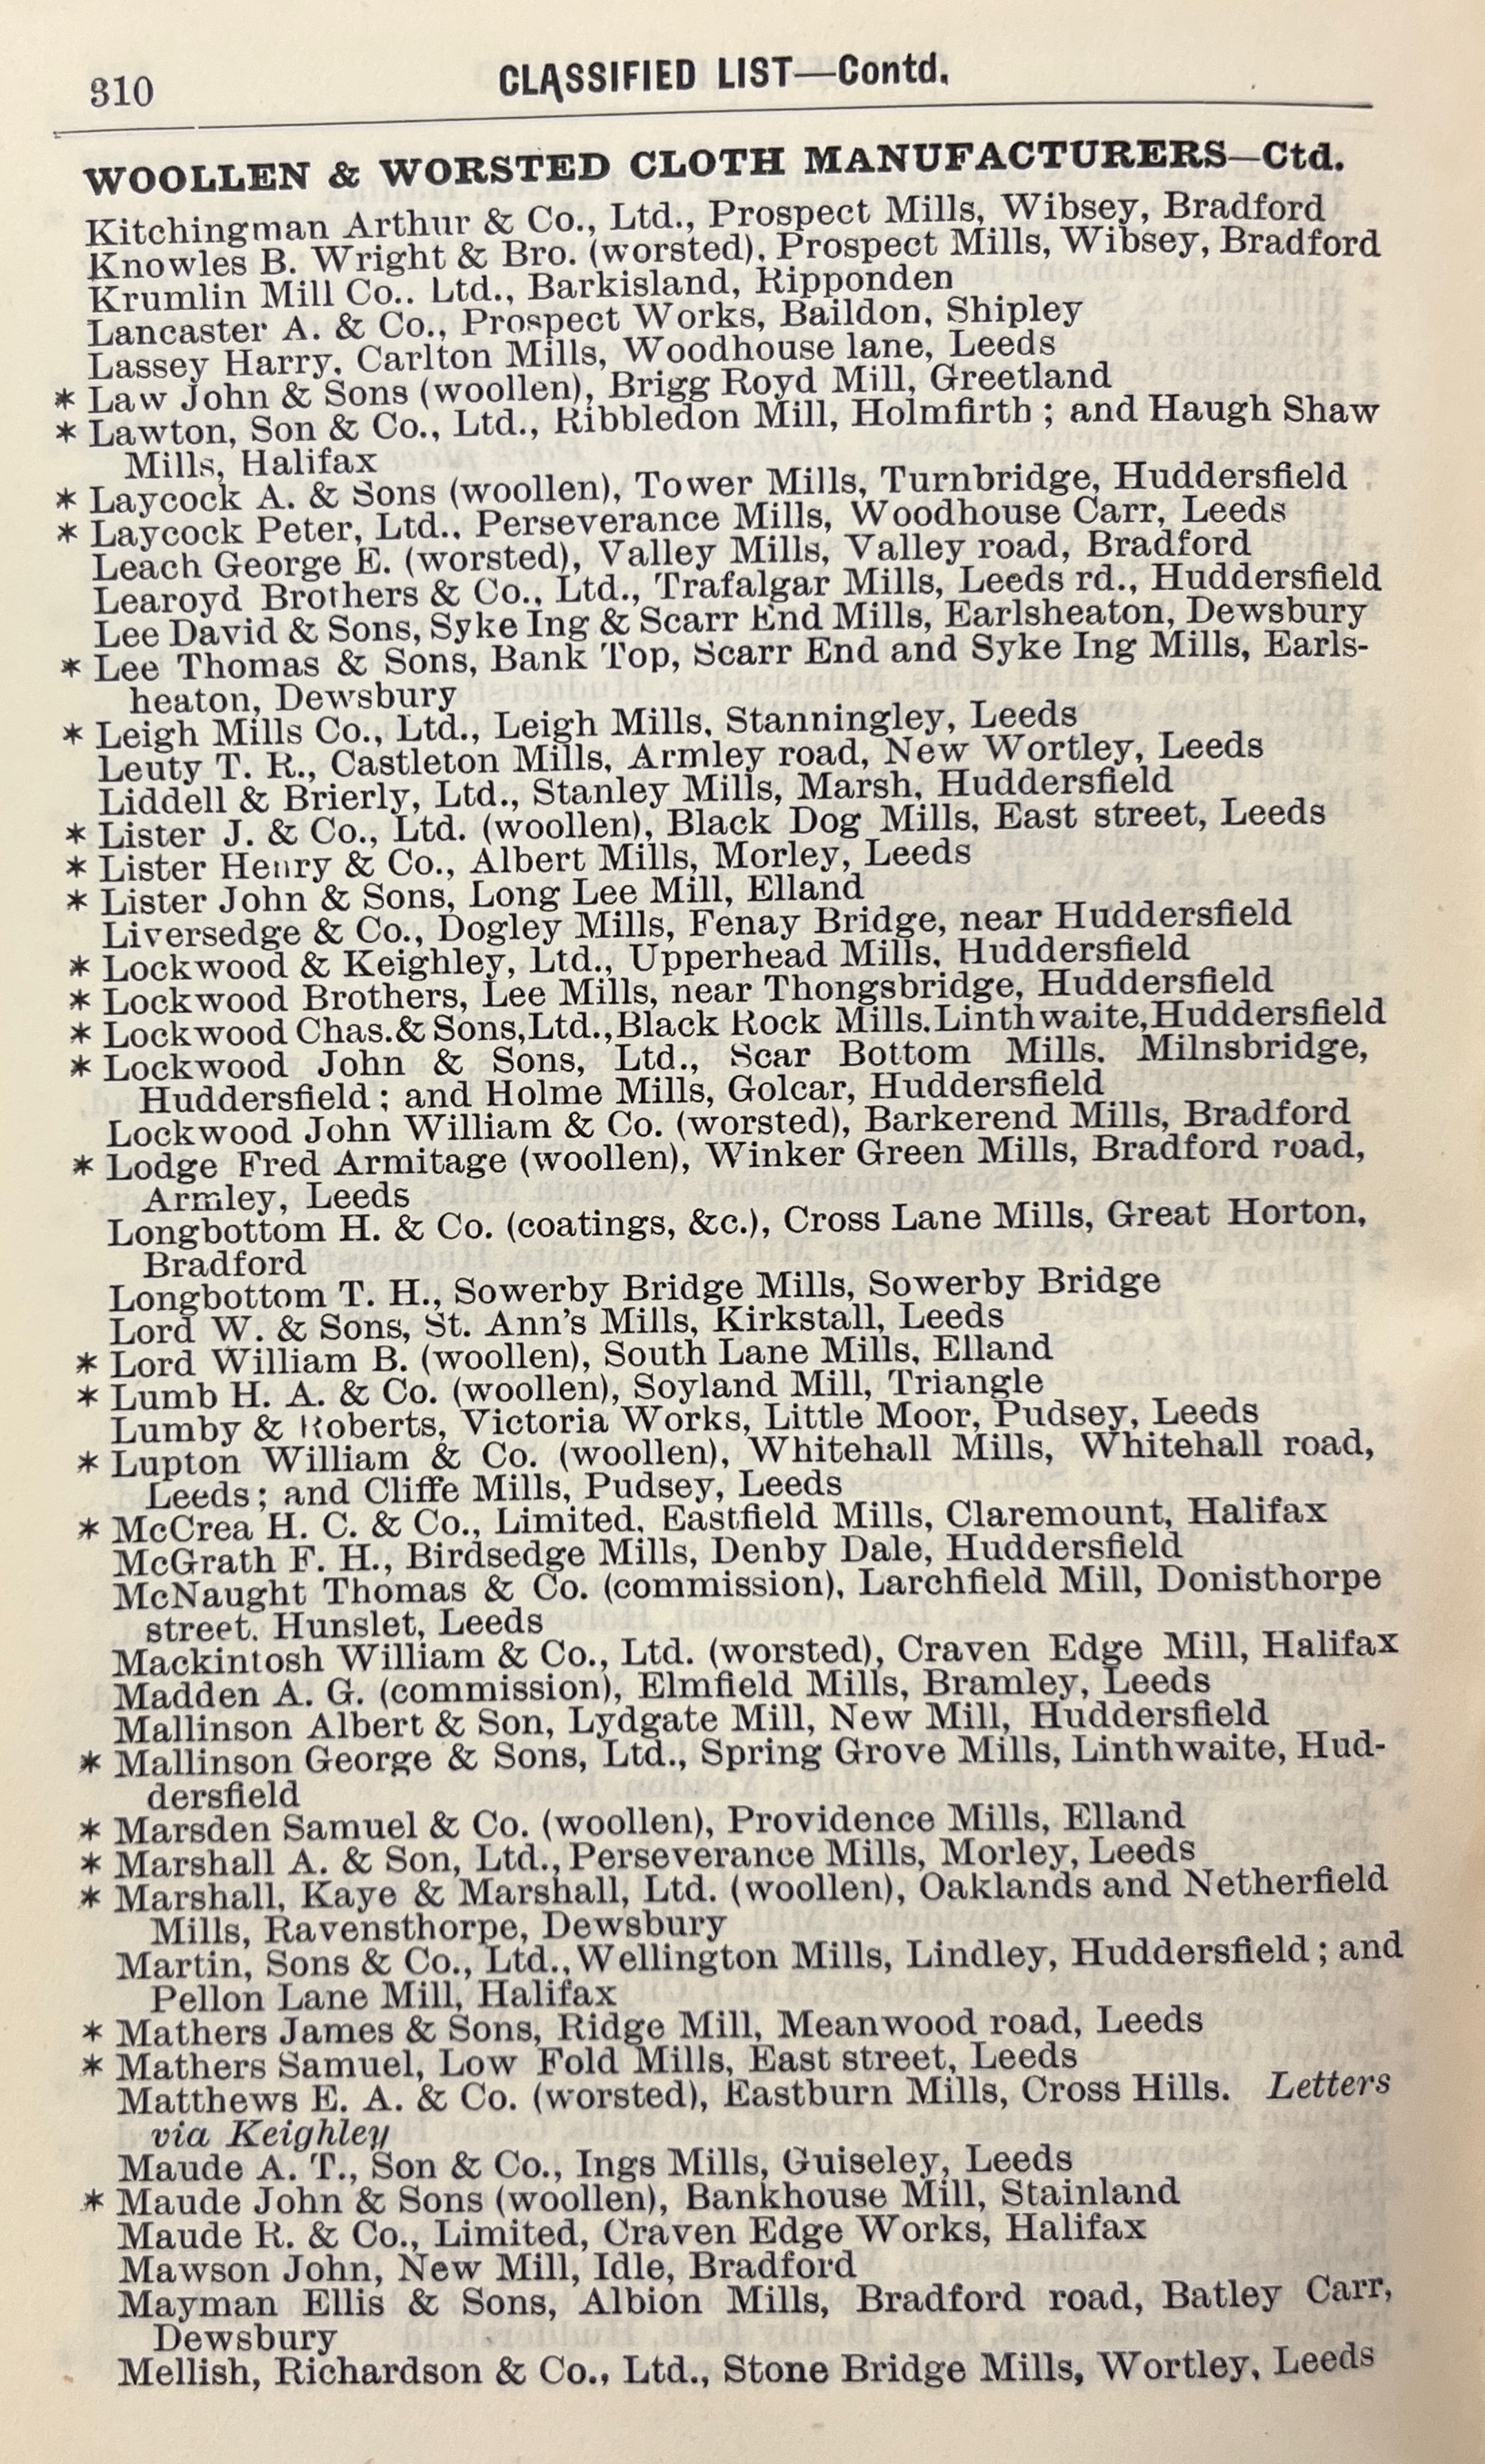 310
CLASSIFIED LIST—Contd.
WOOLLEN & WORSTED CLOTH MANUFACTURERS—Ctd.
Kitchingman Arthur & Co., Ltd., Prospect Mills, Wibsey, Bradford
Knowles B. Wright & Bro. (worsted), Prospect Mills, Wibsey, Bradford
Krumlin Mill Co.. Ltd., Barkisland, Ripponden
Lancaster A. & Co., Prospect Works, Baildon, Shipley
Lassey Harry, Carlton Mills, Woodhouse lane, Leeds
* Law John & Sons (woollen), Brigg Royd Mill, Greetland
* Lawton, Son & Co., Ltd., Ribbledon Mill, Holmfirth ; and Haugh Shaw
Mills, Halifax
* Laycock A. & Sons (woollen), Tower Mills, Turnbridge, Huddersfield
* Laycock Peter, Ltd., Perseverance Mills, Woodhouse Carr, Leeds
Leach George E. (worsted), Valley Mills, Valley road, Bradford
Learoyd Brothers & Co., Ltd., Trafalgar Mills, Leeds rd., Huddersfield
Lee David & Sons, Syke Ing & Scarr End Mills, Earlsheaton, Dewsbury
* Lee Thomas & Sons, Bank Top, Scarr End and Syke Ing Mills, Earls-
heaton, Dewsbury
* Leigh Mills Co., Ltd., Leigh Mills, Stanningley, Leeds
Leuty T. R., Castleton Mills, Armley road, New Wortley, Leeds
Liddell & Brierly, Ltd., Stanley Mills, Marsh, Huddersfield
* Lister J. & Co., Ltd. (woollen), Black Dog Mills, East street, Leeds
* Lister Henry & Co., Albert Mills, Morley, Leeds
* Lister John & Sons, Long Lee Mill, Elland
Liversedge & Co., Dogley Mills, Fenay Bridge, near Huddersfield
* Lockwood & Keighley, Ltd., Upperhead Mills, Huddersfield
* Lockwood Brothers, Lee Mills, near Thongsbridge, Huddersfield
* Lockwood Chas.& Sons,Ltd.,Black Rock Mills.Linthwaite,Huddersfield
* Lockwood John & Sons, Ltd., Scar Bottom Mills. Milnsbridge,
Huddersfield ; and Holme Mills, Golcar, Huddersfield
Lockwood John William & Co. (worsted), Barkerend Mills, Bradford
* Lodge Fred Armitage (woollen), Winker Green Mills, Bradford road,
Armley, Leeds
Longbottom H. & Co. (coatings, &c.), Cross Lane Mills, Great Horton,
Bradford
Longbottom T. H., Sowerby Bridge Mills, Sowerby Bridge
Lord W. & Sons, St. Ann's Mills, Kirkstall, Leeds
* Lord William B. (woollen), South Lane Mills, Elland
* Lumb H. A. & Co. (woollen), Soyland Mill, Triangle
Lumby & Roberts, Victoria Works, Little Moor, Pudsey, Leeds
* Lupton William & Co. (woollen), Whitehall Mills, Whitehall road,
Leeds ; and Cliffe Mills, Pudsey, Leeds
* McCrea H. C. & Co., Limited, Eastfield Mills, Claremount, Halifax
McGrath F. H., Birdsedge Mills, Denby Dale, Huddersfield
McNaught Thomas & Co. (commission), Larchfield Mill, Donisthorpe
street. Hunslet, Leeds
Mackintosh William & Co., Ltd. (worsted), Craven Edge Mill, Halifax
Madden A. G. (commission), Elmfield Mills, Bramley, Leeds
Mallinson Albert & Son, Lydgate Mill, New Mill, Huddersfield
* Mallinson George & Sons, Ltd., Spring Grove Mills, Linthwaite, Hud-
dersfield
* Marsden Samuel & Co. (woollen), Providence Mills, Elland
* Marshall A. & Son, Ltd., Perseverance Mills, Morley, Leeds
* Marshall, Kaye & Marshall, Ltd. (woollen), Oaklands and Netherfield
Mills, Ravensthorpe, Dewsbury
Martin, Sons & Co., Ltd., Wellington Mills, Lindley, Huddersfield ; and
Pellon Lane Mill, Halifax
* Mathers James & Sons, Ridge Mill, Meanwood road, Leeds
* Mathers Samuel, Low Fold Mills, East street, Leeds
Matthews E. A. & Co. (worsted), Eastburn Mills, Cross Hills. Letters
via Keighley
Maude A. T., Son & Co., Ings Mills, Guiseley, Leeds
* Maude John & Sons (woollen), Bankhouse Mill, Stainland
Maude R. & Co., Limited, Craven Edge Works, Halifax
Mawson John, New Mill, Idle, Bradford
Mayman Ellis & Sons, Albion Mills, Bradford road, Batley Carr,
Dewsbury
Mellish, Richardson & Co., Ltd., Stone Bridge Mills, Wortley, Leeds